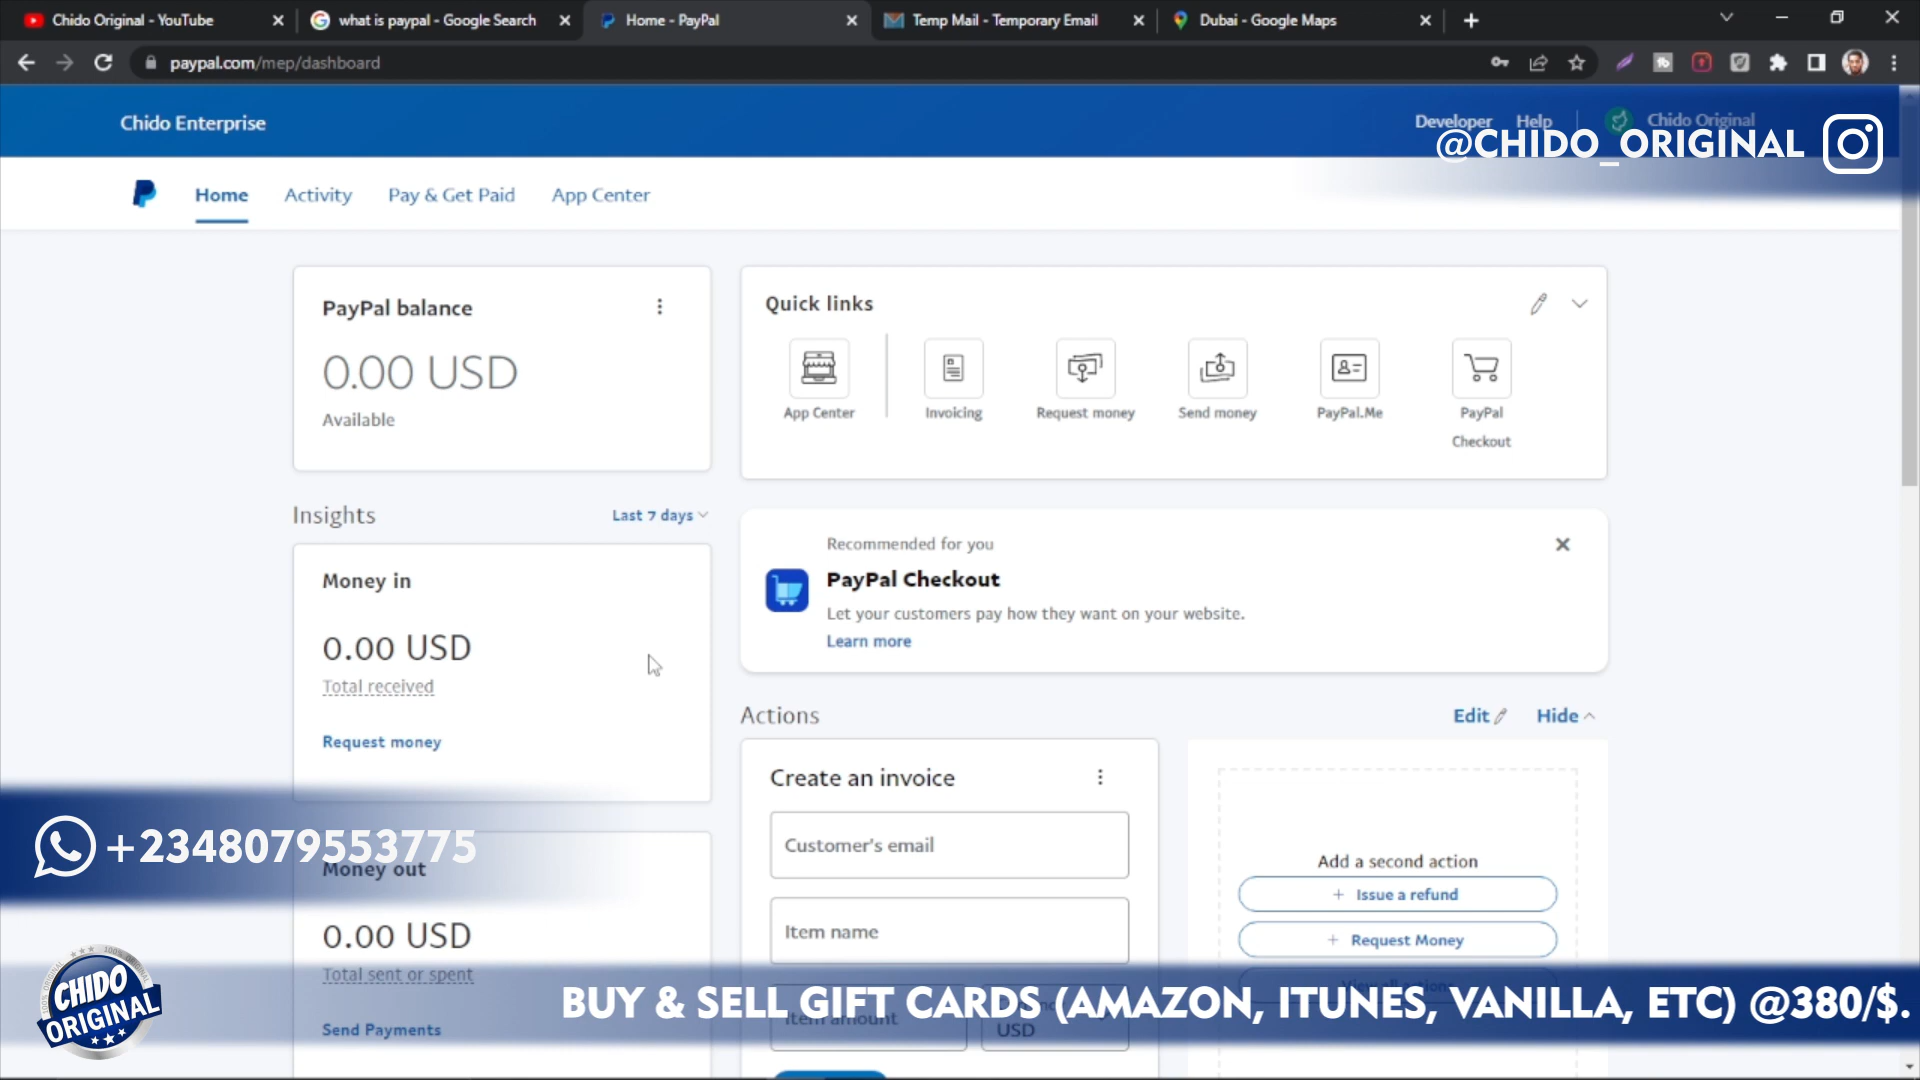 Chido Original - YouTube
what is paypal - Google Search
Home - PayPal
Temp Mail - Temporary Email
Dubai - Google Maps
paypal.com/mep/dashboard
Chido Enterprise
Developer
Help
Chido Original
@CHIDO_ORIGINAL
Home
Activity
Pay & Get Paid
App Center
PayPal balance
0.00 USD
Available
Quick links
App Center
Invoicing
Request money
Send money
PayPal.Me
PayPal
Checkout
Insights
Last 7 days
Money in
0.00 USD
Total received
Request money
Recommended for you
PayPal Checkout
Let your customers pay how they want on your website.
Learn more
Actions
Edit
Hide
Create an invoice
Customer's email
Item name
Item amount
USD
Add a second action
+ Issue a refund
+ Request Money
+2348079553775
Money out
0.00 USD
Total sent or spent
Send Payments
CHIDO
ORIGINAL
BUY & SELL GIFT CARDS (AMAZON, ITUNES, VANILLA, ETC) @380/$.